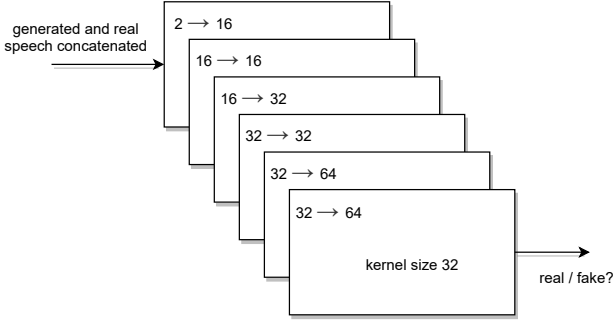 generated and real
speech concatenated
2 → 16
16 → 16
16 → 32
32 → 32
32 → 64
32 → 64
kernel size 32
real / fake?